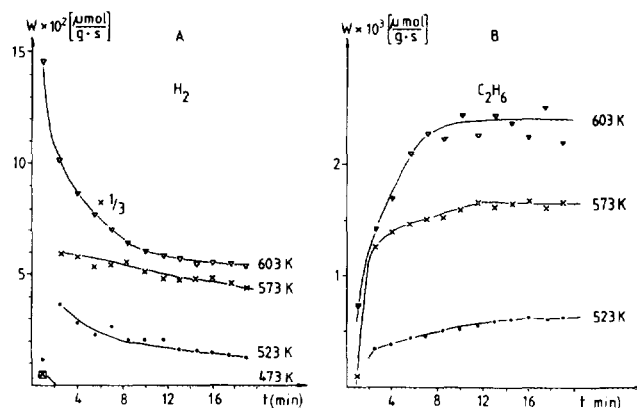 W × 10² [μmol/g·s]
A
H₂
15
10
5
× 1/3
603 K
573 K
523 K
473 K
4
8
12
16
t(min)
W × 10³ [μmol/g·s]
B
C₂H₆
2
1
603 K
573 K
523 K
4
8
12
16
t (min)